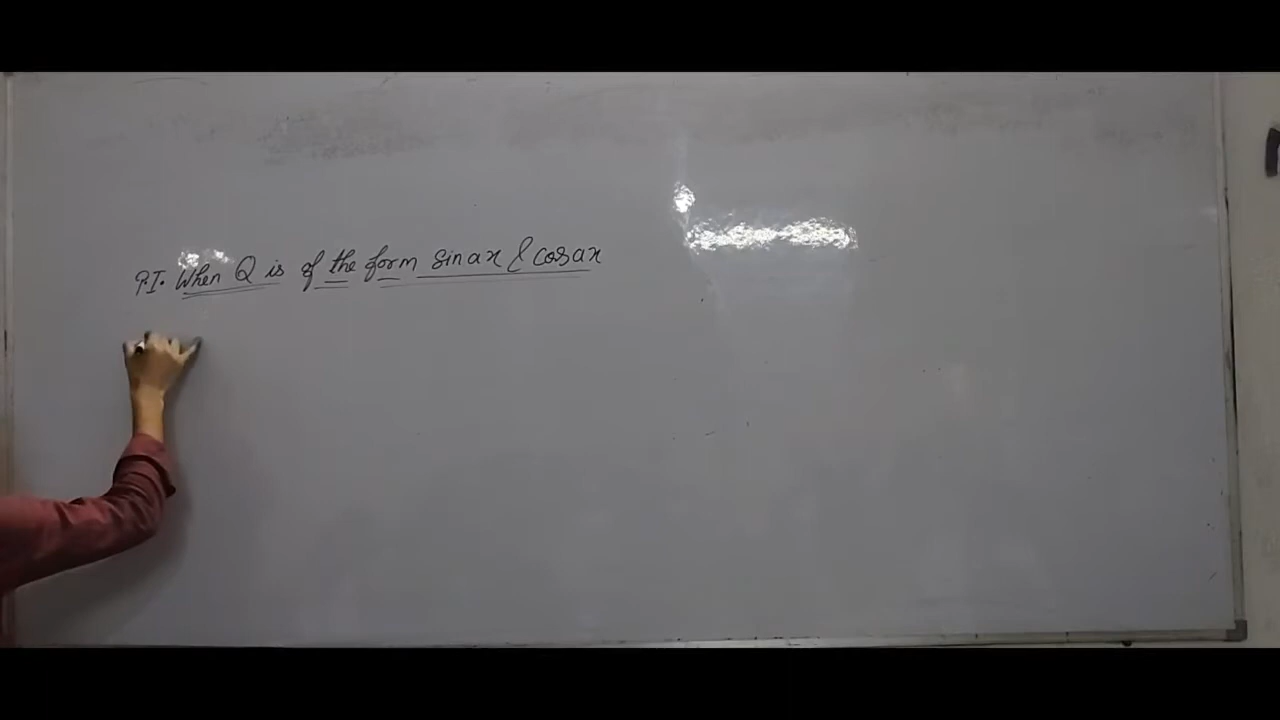 P.I. When Q is of the form sin ax & cos ax